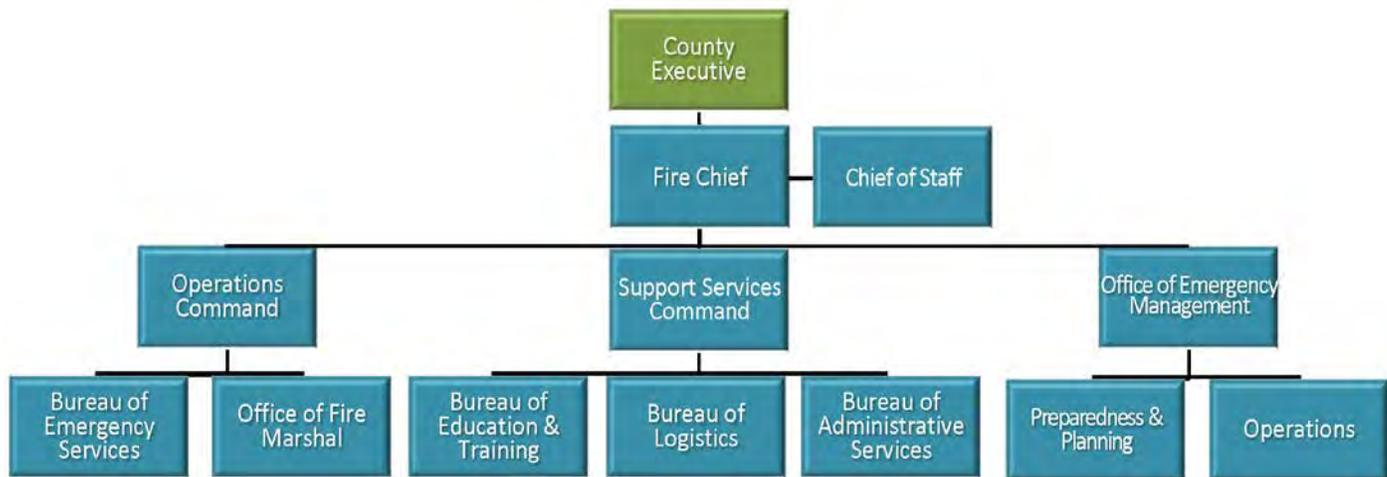 County
Executive
Fire Chief
Chief of Staff
Operations
Command
Support Services
Command
Office of Emergency
Management
Bureau of
Emergency
Services
Office of Fire
Marshal
Bureau of
Education &
Training
Bureau of
Logistics
Bureau of
Administrative
Services
Preparedness &
Planning
Operations